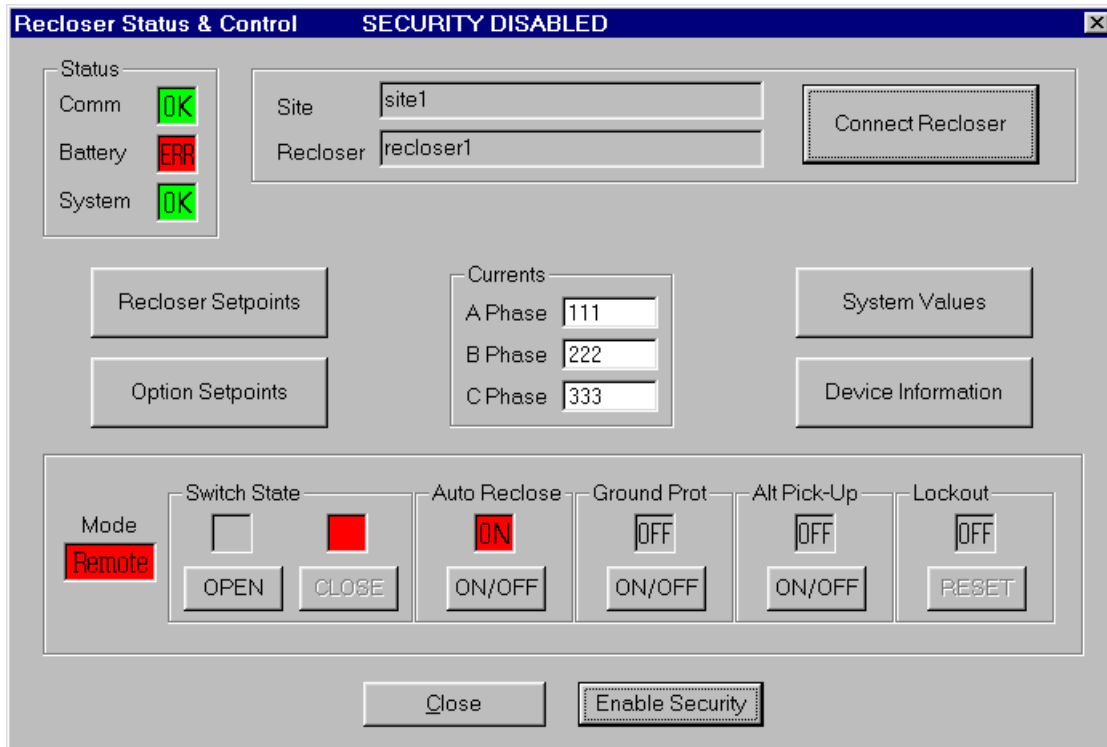 Recloser Status & Control SECURITY DISABLED
Status
Comm OK
Battery ERR
System OK
Site site1
Recloser recloser1
Connect Recloser
Recloser Setpoints
Option Setpoints
Currents
A Phase 111
B Phase 222
C Phase 333
System Values
Device Information
Mode
Remote
Switch State
OPEN CLOSE
Auto Reclose
ON
ON/OFF
Ground Prot
OFF
ON/OFF
Alt Pick-Up
OFF
ON/OFF
Lockout
OFF
RESET
Close
Enable Security